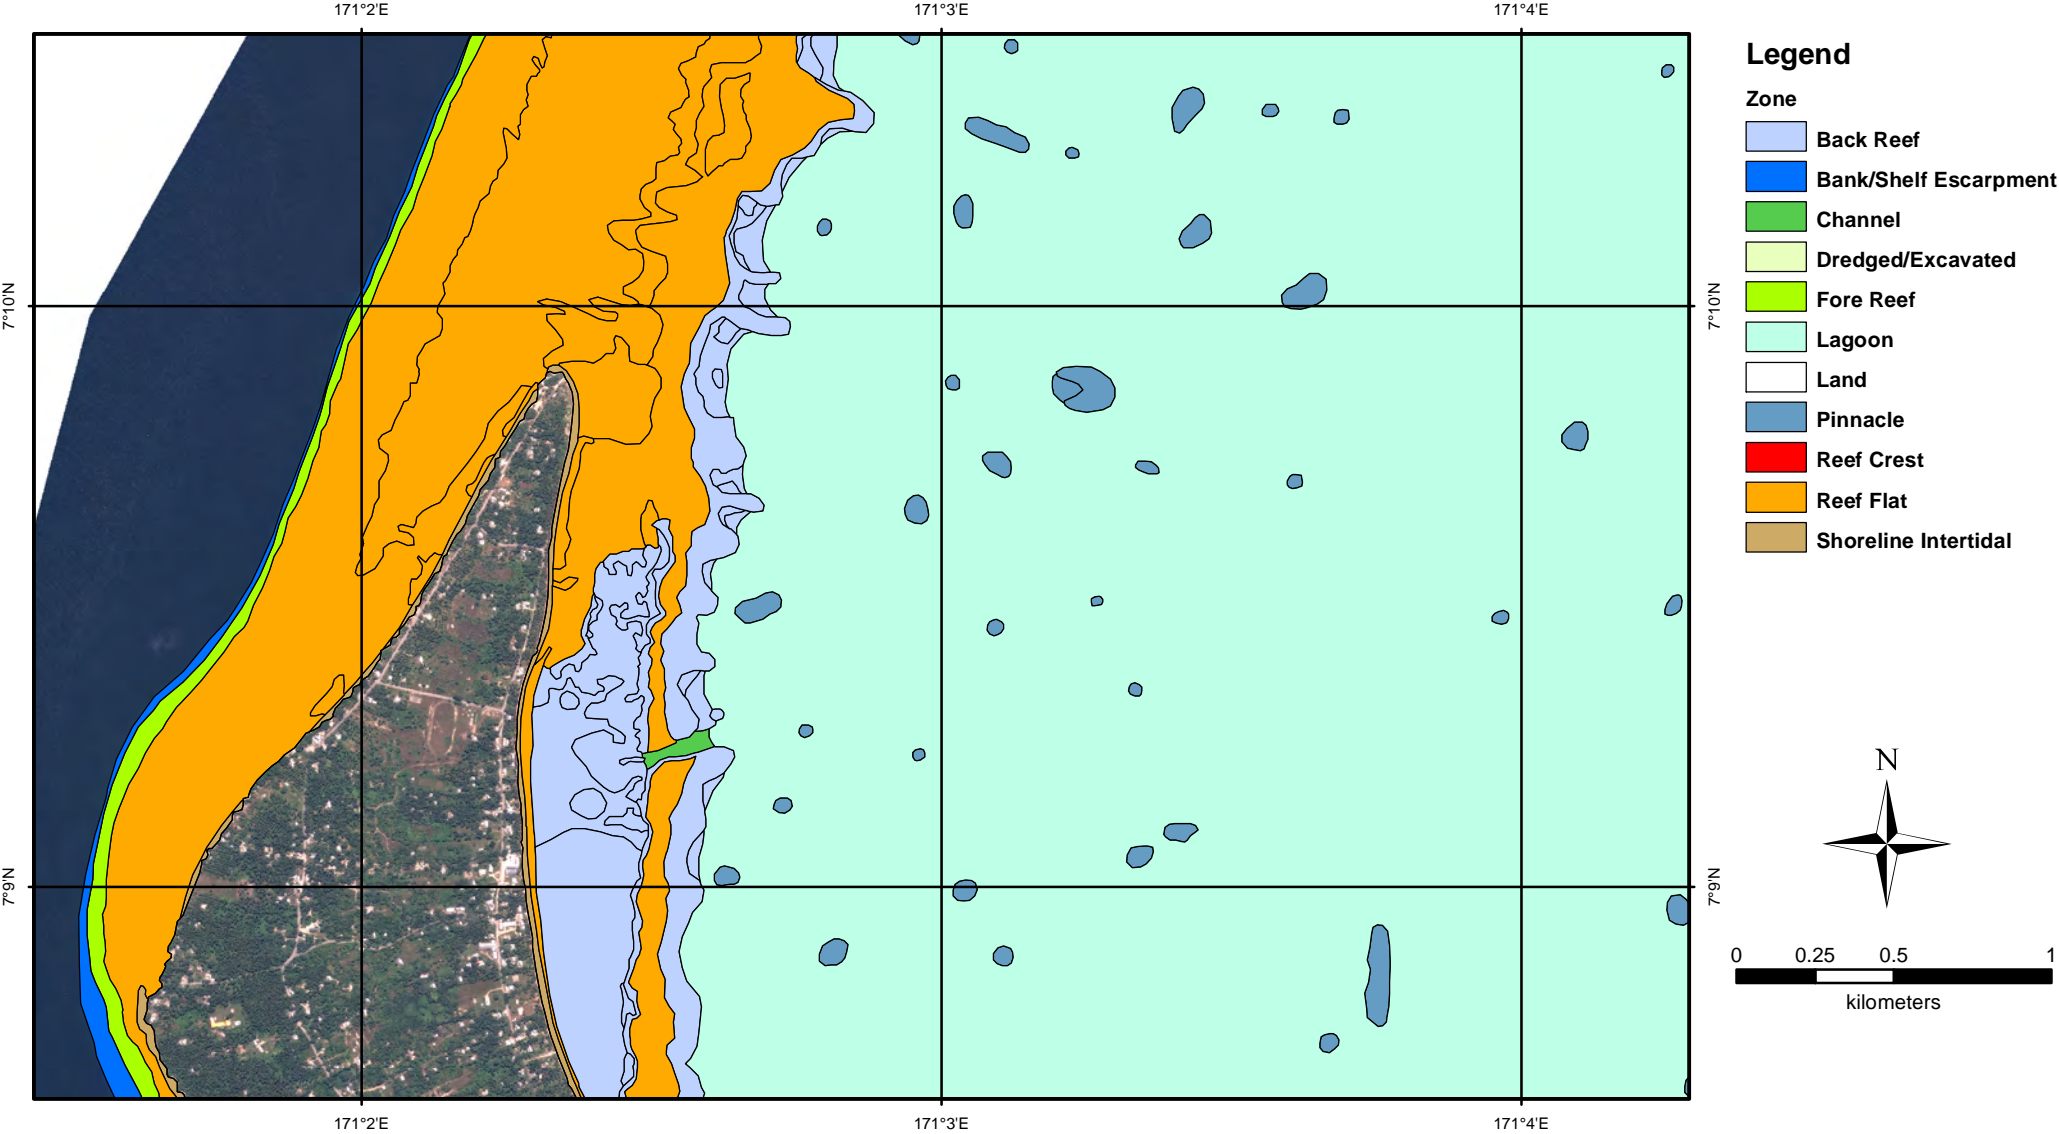 171°2'E
171°3'E
171°4'E
7°10'N
7°10'N
7°9'N
7°9'N
171°2'E
171°3'E
171°4'E
Legend
Zone
Back Reef
Bank/Shelf Escarpment
Channel
Dredged/Excavated
Fore Reef
Lagoon
Land
Pinnacle
Reef Crest
Reef Flat
Shoreline Intertidal
N
0 0.25 0.5 1
kilometers